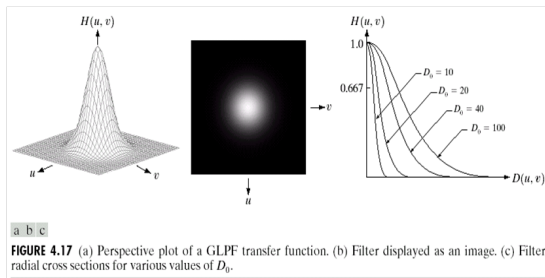 H(u, v)
u
v
v
u
H(u, v)
1.0
0.667
D₀ = 10
D₀ = 20
D₀ = 40
D₀ = 100
D(u, v)
a b c
FIGURE 4.17 (a) Perspective plot of a GLPF transfer function. (b) Filter displayed as an image. (c) Filter
radial cross sections for various values of D₀.